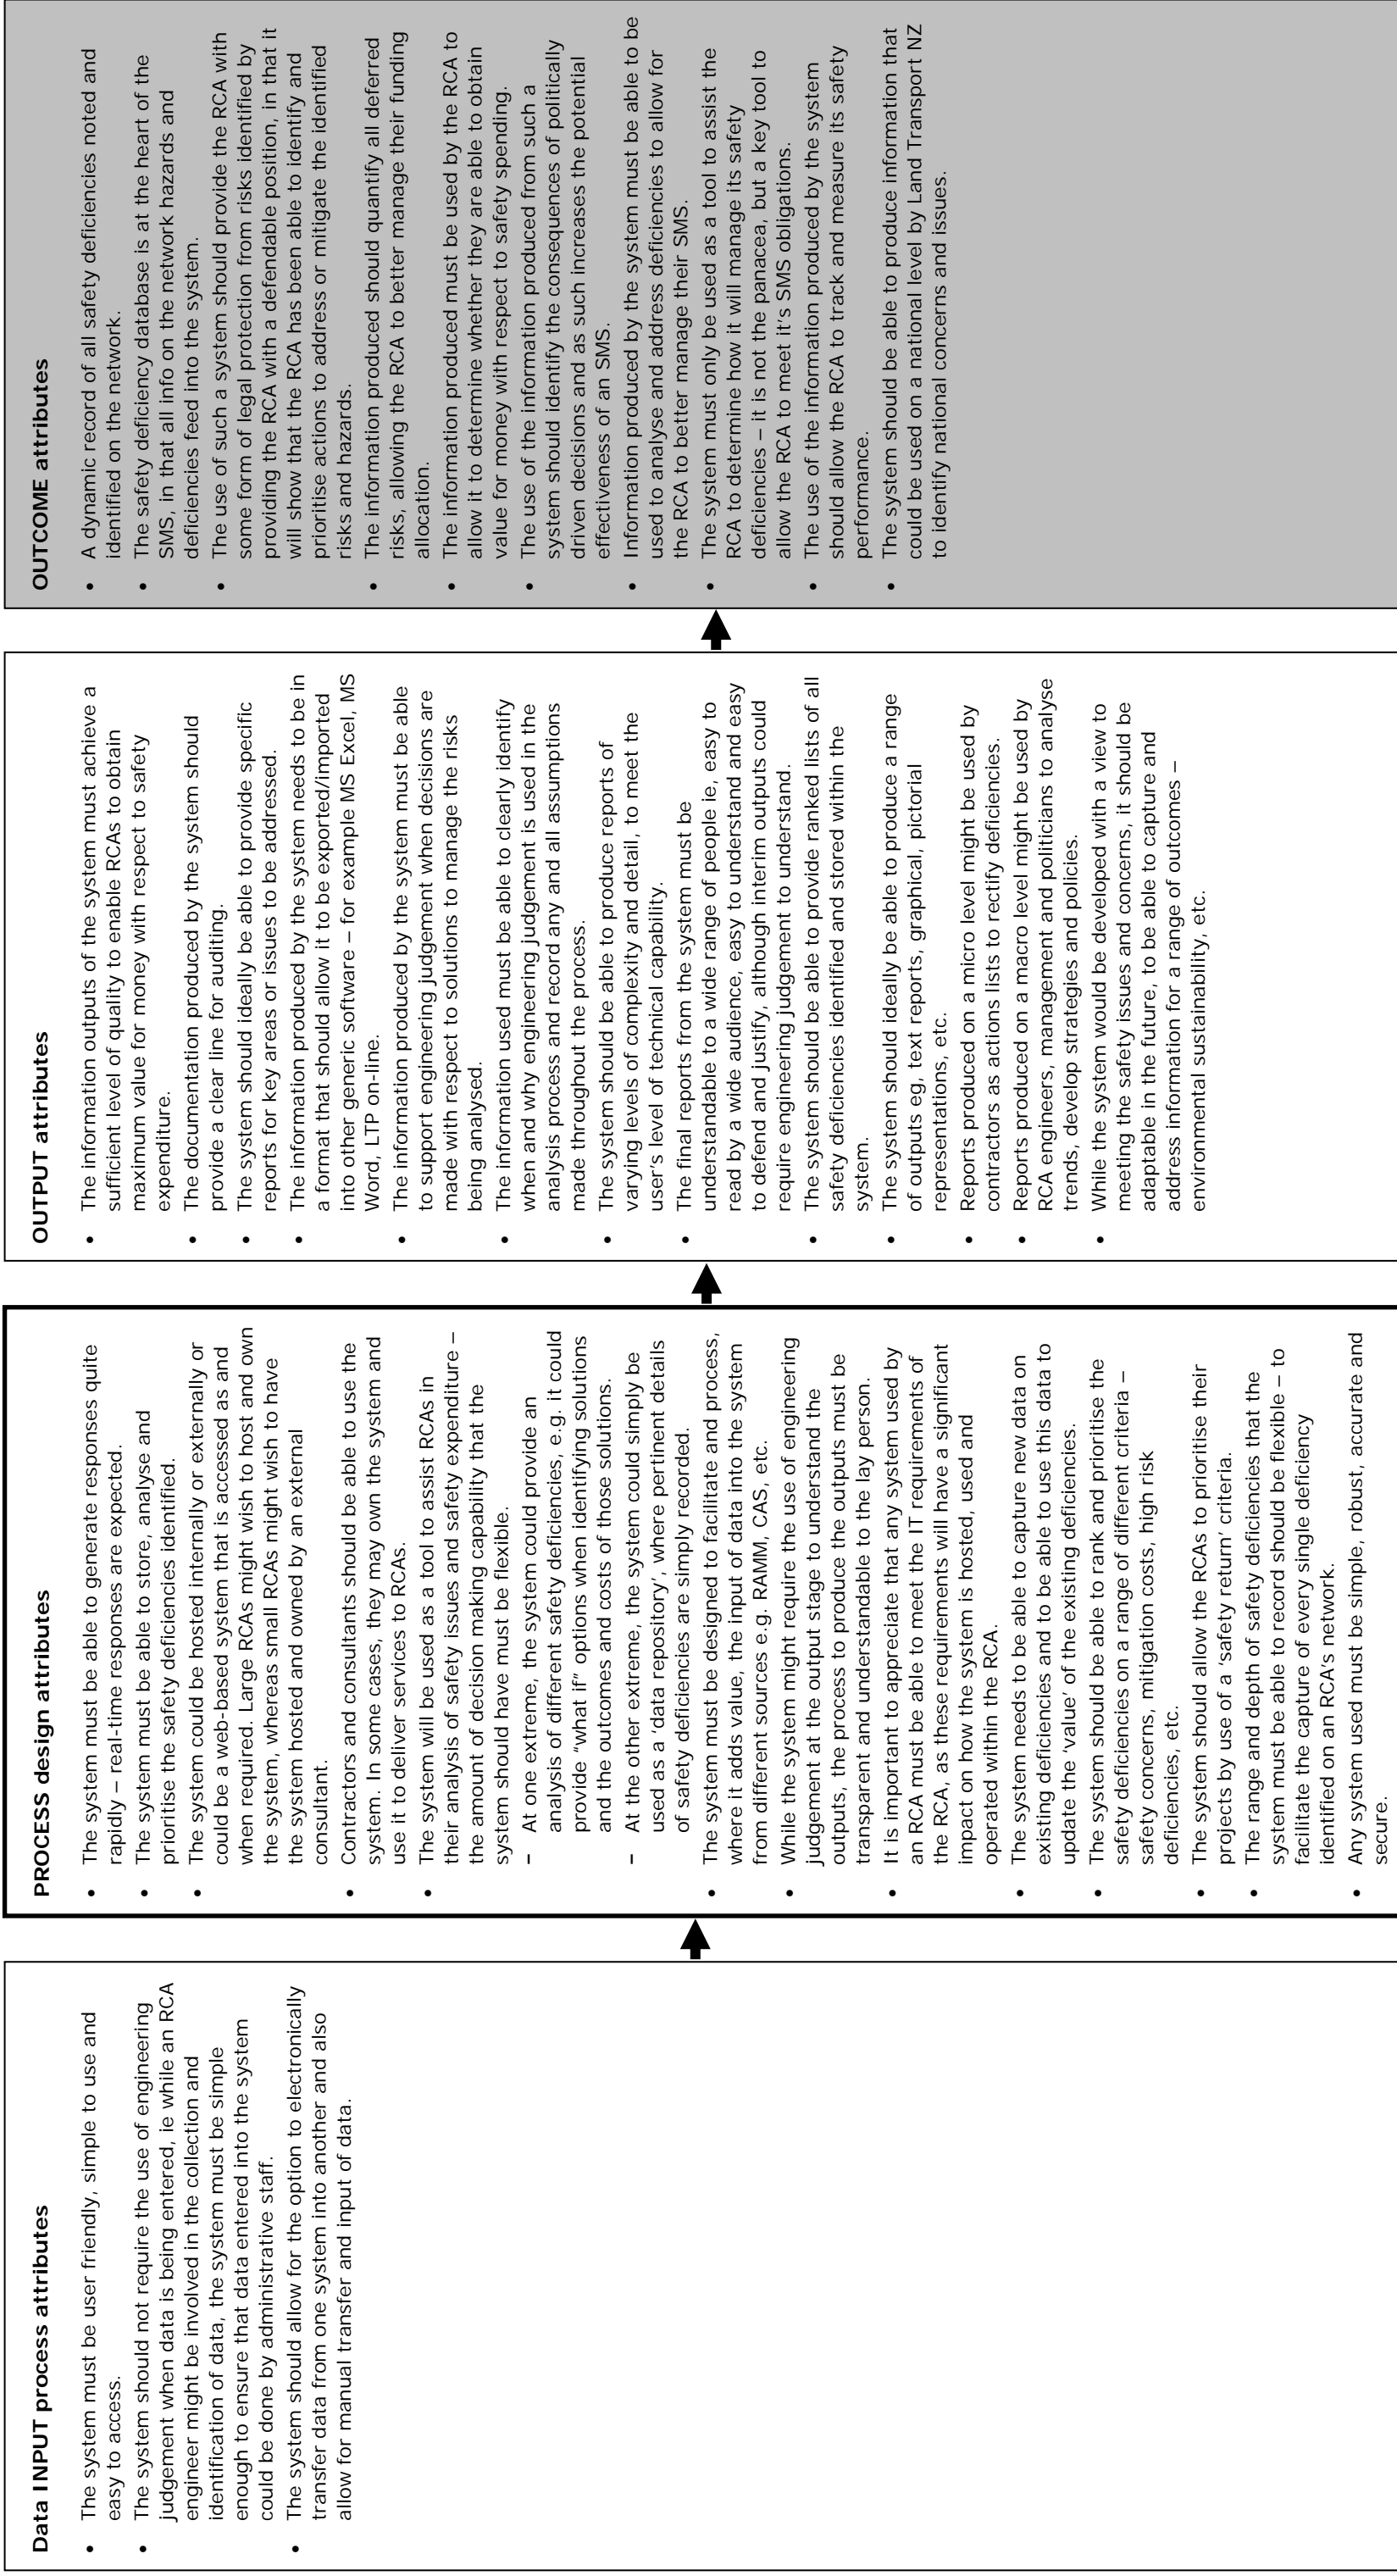 Data INPUT process attributes
• The system must be user friendly, simple to use and
easy to access.
• The system should not require the use of engineering
judgement when data is being entered, ie while an RCA
engineer might be involved in the collection and
identification of data, the system must be simple
enough to ensure that data entered into the system
could be done by administrative staff.
• The system should allow for the option to electronically
transfer data from one system into another and also
allow for manual transfer and input of data.
PROCESS design attributes
• The system must be able to generate responses quite
rapidly – real-time responses are expected.
• The system must be able to store, analyse and
prioritise the safety deficiencies identified.
• The system could be hosted internally or externally or
could be a web-based system that is accessed as and
when required. Large RCAs might wish to host and own
the system, whereas small RCAs might wish to have
the system hosted and owned by an external
consultant.
• Contractors and consultants should be able to use the
system. In some cases, they may own the system and
use it to deliver services to RCAs.
• The system will be used as a tool to assist RCAs in
their analysis of safety issues and safety expenditure –
the amount of decision making capability that the
system should have must be flexible.
– At one extreme, the system could provide an
analysis of different safety deficiencies, e.g. it could
provide "what if" options when identifying solutions
and the outcomes and costs of those solutions.
– At the other extreme, the system could simply be
used as a 'data repository', where pertinent details
of safety deficiencies are simply recorded.
• The system must be designed to facilitate and process,
where it adds value, the input of data into the system
from different sources e.g. RAMM, CAS, etc.
• While the system might require the use of engineering
judgement at the output stage to understand the
outputs, the process to produce the outputs must be
transparent and understandable to the lay person.
• It is important to appreciate that any system used by
an RCA must be able to meet the IT requirements of
the RCA, as these requirements will have a significant
impact on how the system is hosted, used and
operated within the RCA.
• The system needs to be able to capture new data on
existing deficiencies and to be able to use this data to
update the 'value' of the existing deficiencies.
• The system should be able to rank and prioritise the
safety deficiencies on a range of different criteria –
safety concerns, mitigation costs, high risk
deficiencies, etc.
• The system should allow the RCAs to prioritise their
projects by use of a 'safety return' criteria.
• The range and depth of safety deficiencies that the
system must be able to record should be flexible – to
facilitate the capture of every single deficiency
identified on an RCA's network.
• Any system used must be simple, robust, accurate and
secure.
OUTPUT attributes
• The information outputs of the system must achieve a
sufficient level of quality to enable RCAs to obtain
maximum value for money with respect to safety
expenditure.
• The documentation produced by the system should
provide a clear line for auditing.
• The system should ideally be able to provide specific
reports for key areas or issues to be addressed.
• The information produced by the system needs to be in
a format that should allow it to be exported/imported
into other generic software – for example MS Excel, MS
Word, LTP on-line.
• The information produced by the system must be able
to support engineering judgement when decisions are
made with respect to solutions to manage the risks
being analysed.
• The information used must be able to clearly identify
when and why engineering judgement is used in the
analysis process and record any and all assumptions
made throughout the process.
• The system should be able to produce reports of
varying levels of complexity and detail, to meet the
user's level of technical capability.
• The final reports from the system must be
understandable to a wide range of people ie, easy to
read by a wide audience, easy to understand and easy
to defend and justify, although interim outputs could
require engineering judgement to understand.
• The system should be able to provide ranked lists of all
safety deficiencies identified and stored within the
system.
• The system should ideally be able to produce a range
of outputs eg, text reports, graphical, pictorial
representations, etc.
• Reports produced on a micro level might be used by
contractors as actions lists to rectify deficiencies.
• Reports produced on a macro level might be used by
RCA engineers, management and politicians to analyse
trends, develop strategies and policies.
• While the system would be developed with a view to
meeting the safety issues and concerns, it should be
adaptable in the future, to be able to capture and
address information for a range of outcomes –
environmental sustainability, etc.
OUTCOME attributes
• A dynamic record of all safety deficiencies noted and
identified on the network.
• The safety deficiency database is at the heart of the
SMS, in that all info on the network hazards and
deficiencies feed into the system.
• The use of such a system should provide the RCA with
some form of legal protection from risks identified by
providing the RCA with a defendable position, in that it
will show that the RCA has been able to identify and
prioritise actions to address or mitigate the identified
risks and hazards.
• The information produced should quantify all deferred
risks, allowing the RCA to better manage their funding
allocation.
• The information produced must be used by the RCA to
allow it to determine whether they are able to obtain
value for money with respect to safety spending.
• The use of the information produced from such a
system should identify the consequences of politically
driven decisions and as such increases the potential
effectiveness of an SMS.
• Information produced by the system must be able to be
used to analyse and address deficiencies to allow for
the RCA to better manage their SMS.
• The system must only be used as a tool to assist the
RCA to determine how it will manage its safety
deficiencies – it is not the panacea, but a key tool to
allow the RCA to meet it's SMS obligations.
• The use of the information produced by the system
should allow the RCA to track and measure its safety
performance.
• The system should be able to produce information that
could be used on a national level by Land Transport NZ
to identify national concerns and issues.